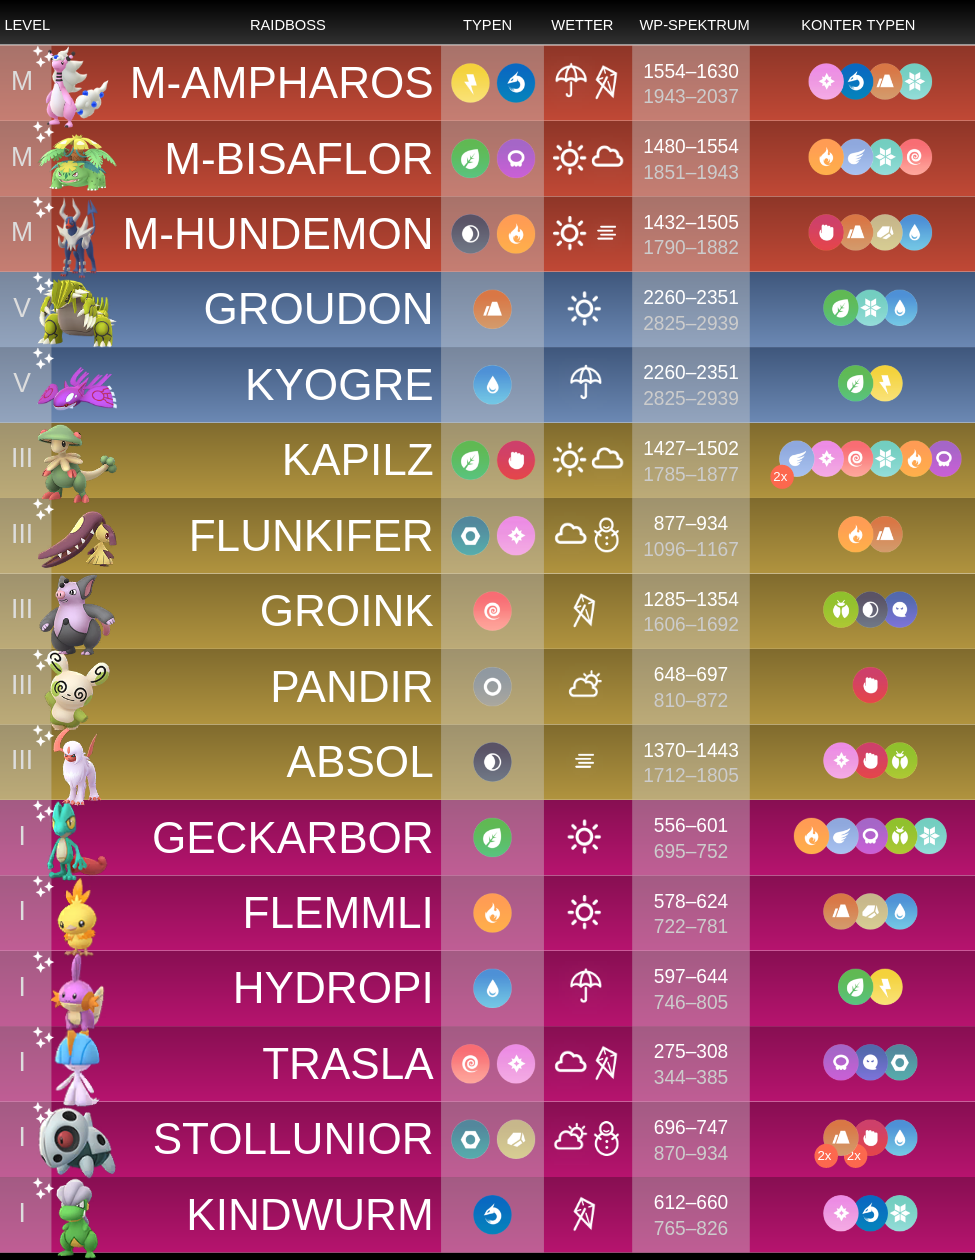 LEVEL RAIDBOSS TYPEN WETTER WP-SPEKTRUM KONTER TYPEN
M M-AMPHAROS 1554–1630
1943–2037
M M-BISAFLOR 1480–1554
1851–1943
M M-HUNDEMON 1432–1505
1790–1882
V GROUDON 2260–2351
2825–2939
V KYOGRE 2260–2351
2825–2939
III KAPILZ 1427–1502
1785–1877 2x
III FLUNKIFER 877–934
1096–1167
III GROINK 1285–1354
1606–1692
III PANDIR 648–697
810–872
III ABSOL 1370–1443
1712–1805
I GECKARBOR 556–601
695–752
I FLEMMLI 578–624
722–781
I HYDROPI 597–644
746–805
I TRASLA 275–308
344–385
I STOLLUNIOR 696–747
870–934 2x 2x
I KINDWURM 612–660
765–826